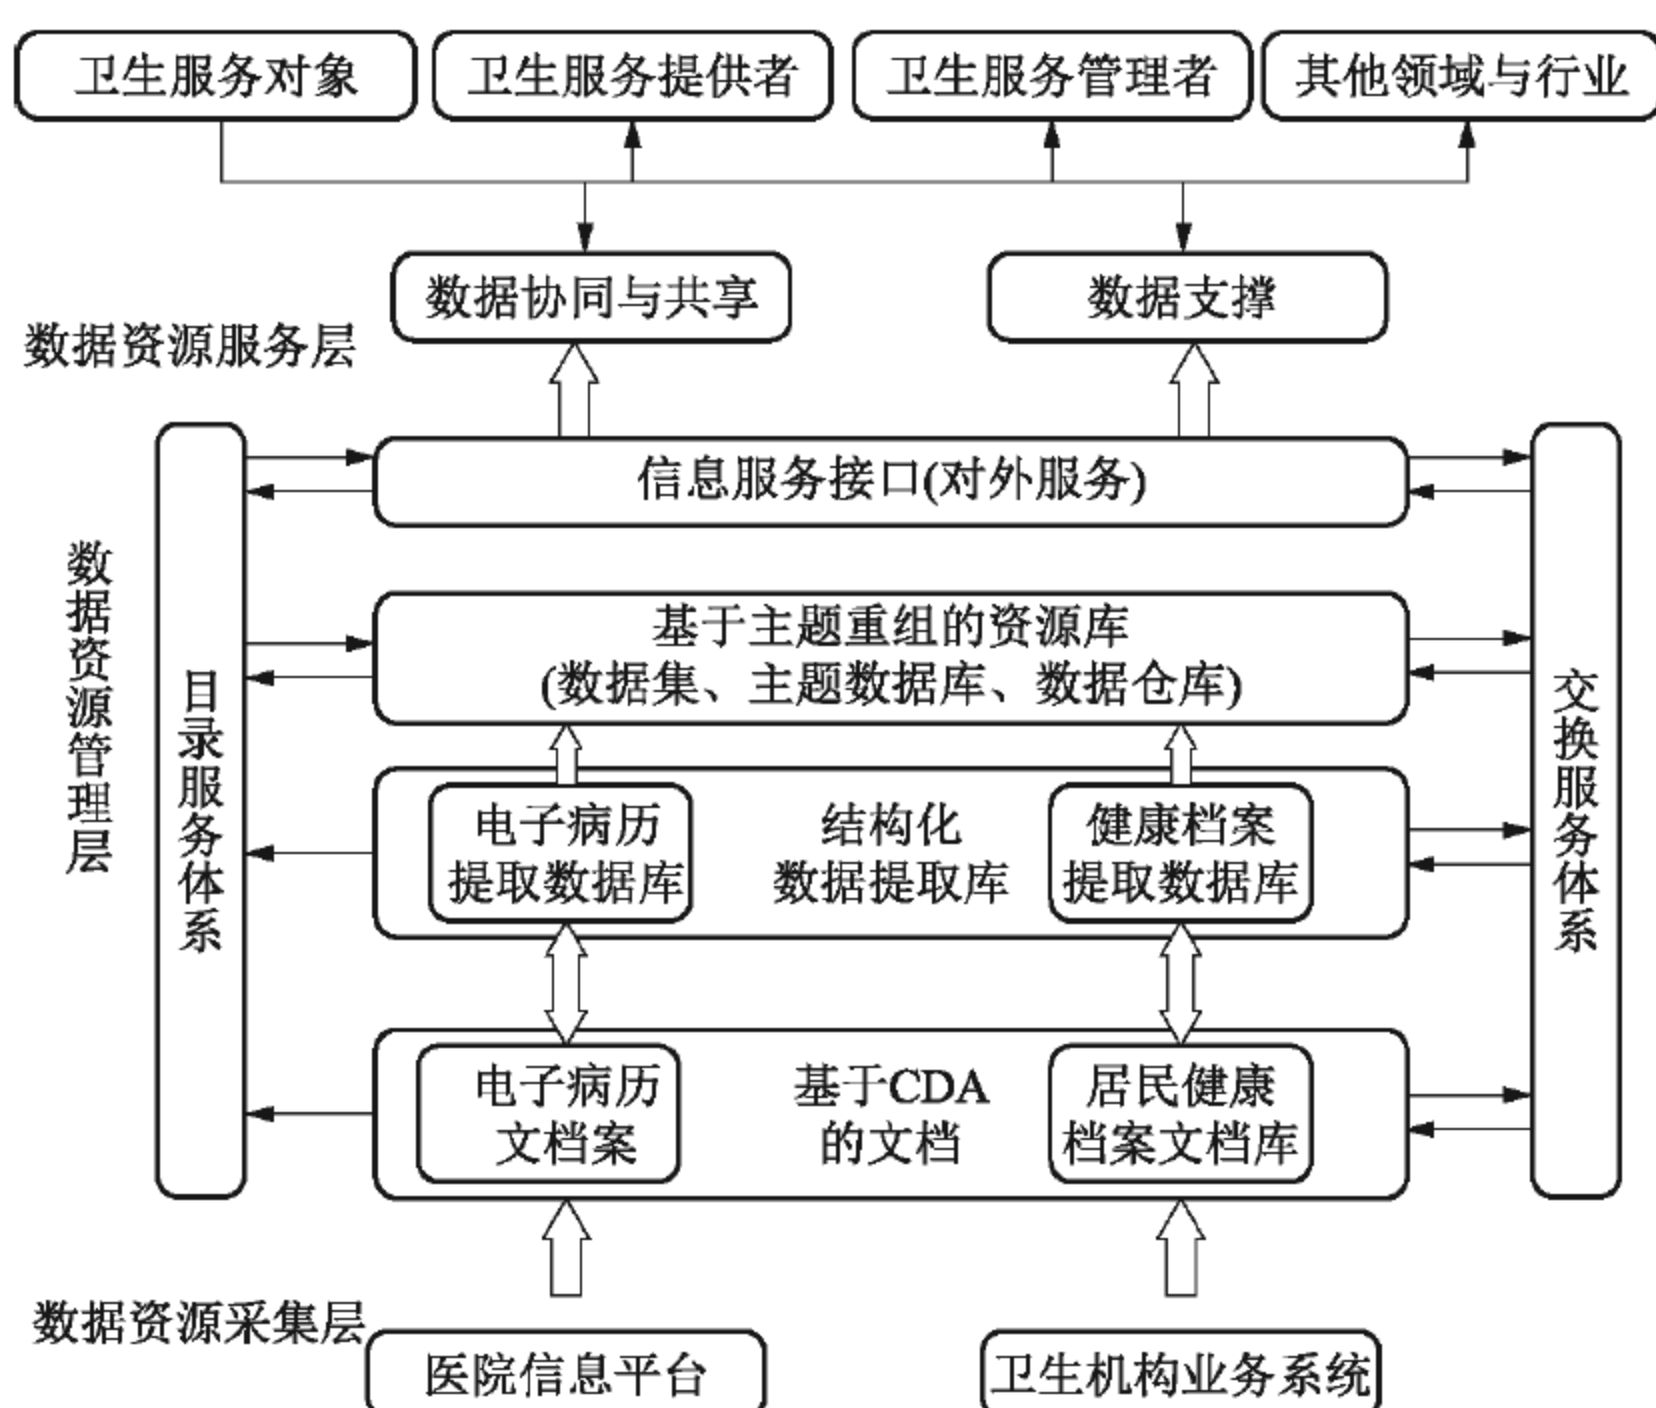 卫生服务对象
卫生服务提供者
卫生服务管理者
其他领域与行业
数据协同与共享
数据支撑
数据资源服务层
信息服务接口(对外服务)
数据资源管理层
目录服务体系
基于主题重组的资源库
(数据集、主题数据库、数据仓库)
交换服务体系
电子病历
提取数据库
结构化
数据提取库
健康档案
提取数据库
电子病历
文档案
基于CDA
的文档
居民健康
档案文档库
数据资源采集层
医院信息平台
卫生机构业务系统